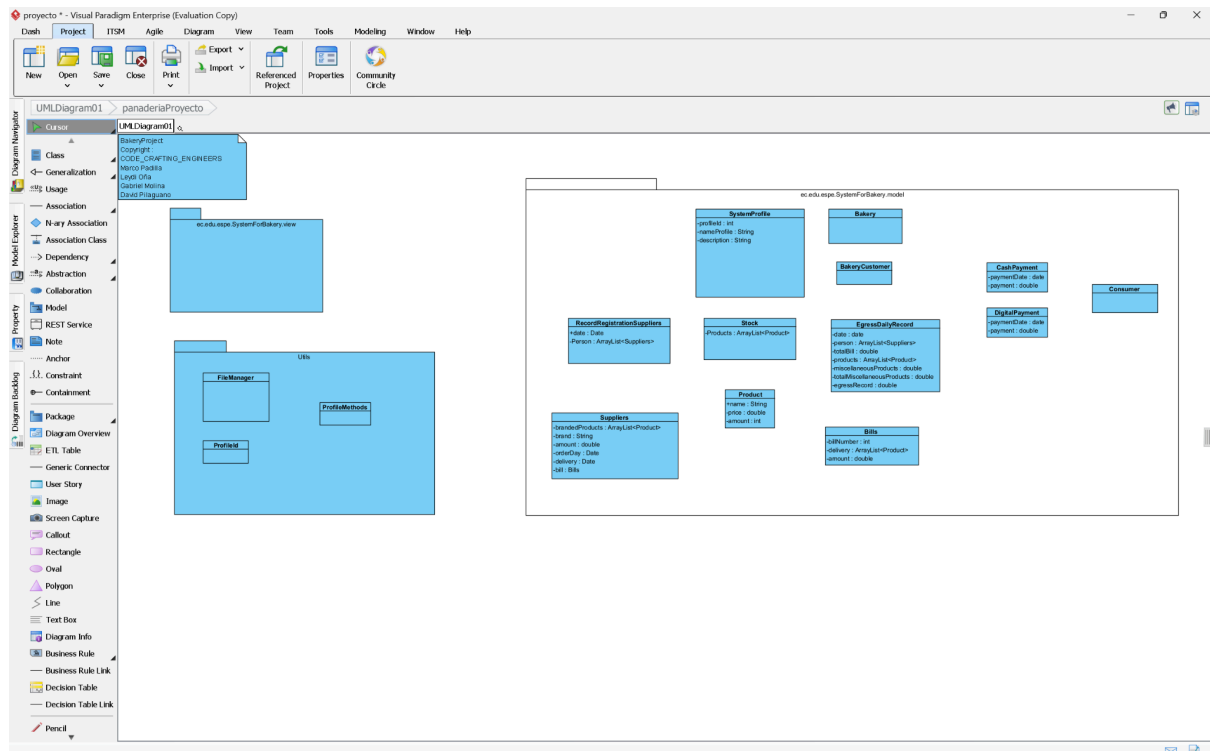 proyecto * - Visual Paradigm Enterprise (Evaluation Copy)
Dash Project ITSM Agile Diagram View Team Tools Modeling Window Help
New
Open
Save
Close
Print
Export
Import
Referenced Project
Properties
Community Circle
UMLDiagram01
panaderiaProyecto
Diagram Navigator
Model Explorer
Property
Diagram Backlog
Cursor
Class
Generalization
Usage
Association
N-ary Association
Association Class
Dependency
Abstraction
Collaboration
Model
REST Service
Note
Anchor
Constraint
Containment
Package
Diagram Overview
ETL Table
Generic Connector
User Story
Image
Screen Capture
Callout
Rectangle
Oval
Polygon
Line
Text Box
Diagram Info
Business Rule
Business Rule Link
Decision Table
Decision Table Link
Pencil
UMLDiagram01
BakeryProject
Copyright :
CODE_CRAFTING_ENGINEERS
Marco Padilla
Leydi Oña
Gabriel Molina
David Pilaguano
ec.edu.espe.SystemForBakery.view
Utils
FileManager
ProfileMethods
ProfileId
ec.edu.espe.SystemForBakery.model
SystemProfile
-profileId : int
-nameProfile : String
-description : String
Bakery
BakeryCustomer
CashPayment
-paymentDate : date
-payment : double
Consumer
DigitalPayment
-paymentDate : date
-payment : double
RecordRegistrationSuppliers
+date : Date
-Person : ArrayList<Suppliers>
Stock
-Products : ArrayList<Product>
EgressDailyRecord
-date : date
-person : ArrayList<Suppliers>
-totalBill : double
-products : ArrayList<Product>
-miscellaneousProducts : double
-totalMiscellaneousProducts : double
-egressRecord : double
Product
+name : String
-price : double
-amount : int
Suppliers
-brandedProducts : ArrayList<Product>
-brand : String
-amount : double
-orderDay : Date
-delivery : Date
-bill : Bills
Bills
-billNumber : int
-delivery : ArrayList<Product>
-amount : double